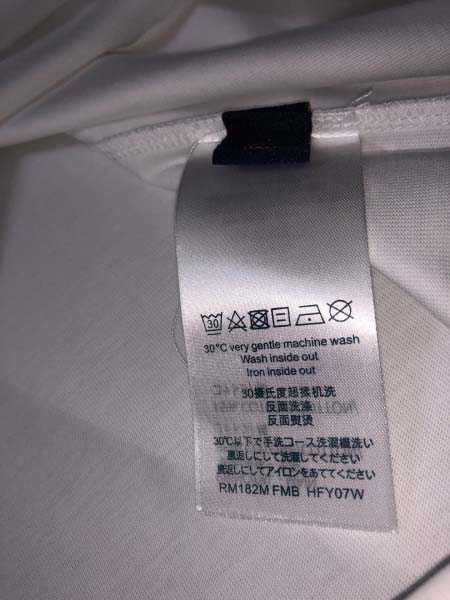 30
30°C very gentle machine wash
Wash inside out
Iron inside out
30摄氏度超揉机洗
反面洗涤
反面熨烫
30℃以下で手洗コース洗濯機洗い
裏返しにして洗濯してください
裏返しにしてアイロンをあててください
RM182M FMB HFY07W